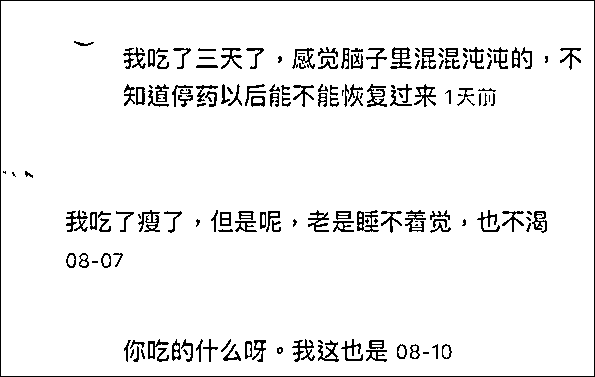 我吃了三天了，感觉脑子里混混沌沌的，不
知道停药以后能不能恢复过来 1天前
我吃了瘦了，但是呢，老是睡不着觉，也不渴
08-07
你吃的什么呀。我这也是 08-10